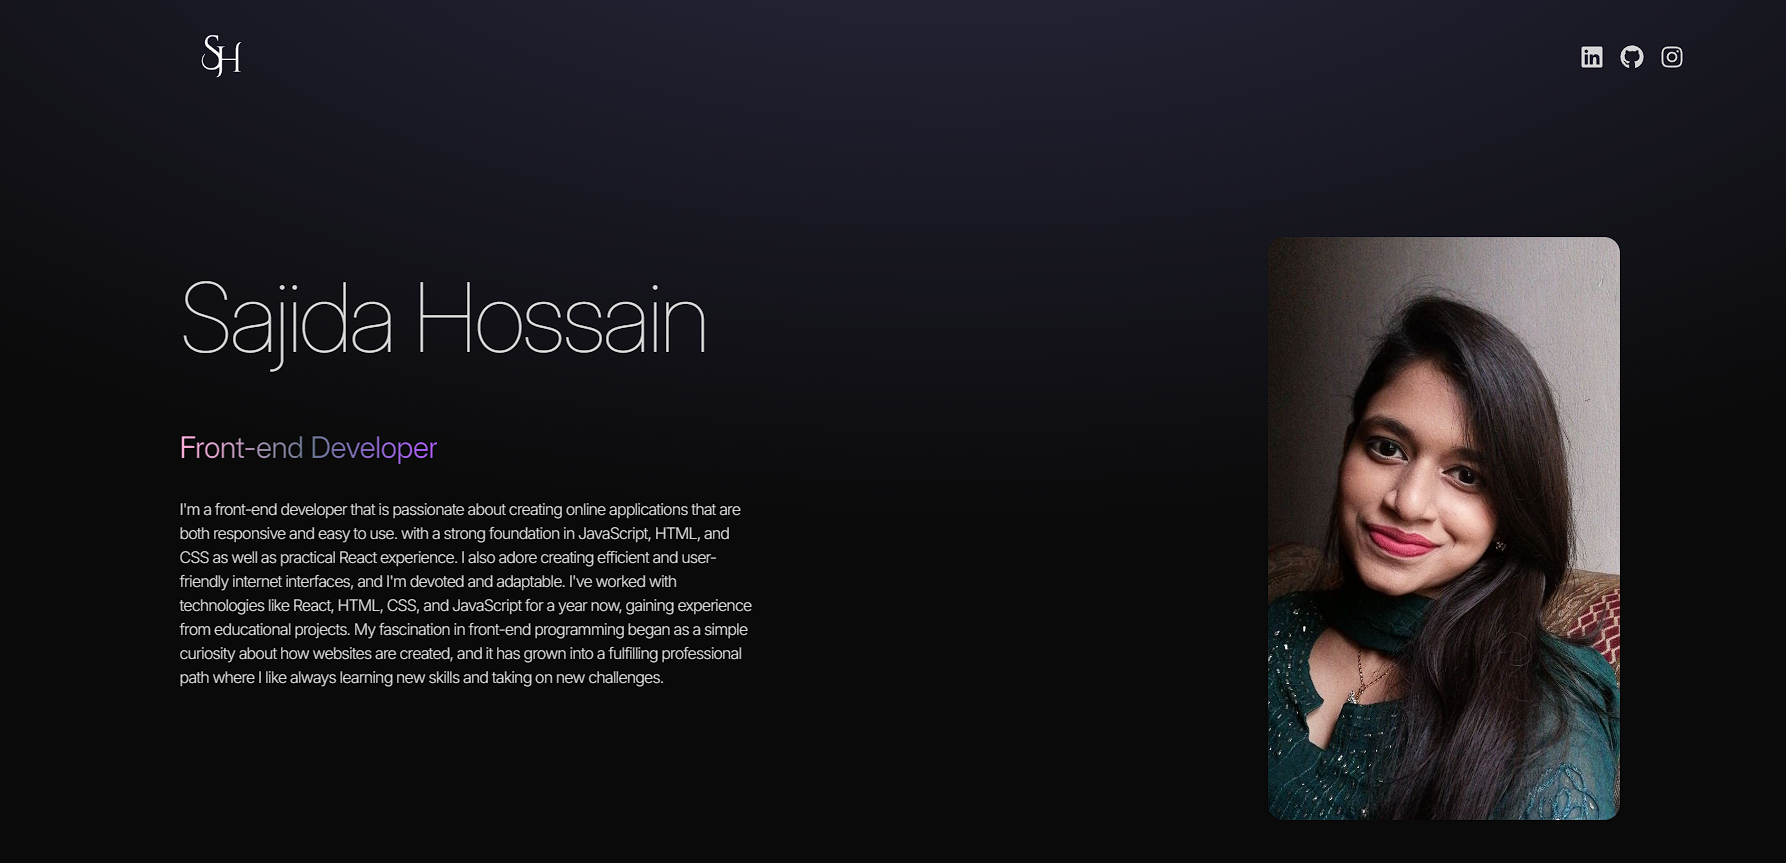 SH
in
Sajida Hossain
Front-end Developer
I'm a front-end developer that is passionate about creating online applications that are
both responsive and easy to use. with a strong foundation in JavaScript, HTML, and
CSS as well as practical React experience. I also adore creating efficient and user-
friendly internet interfaces, and I'm devoted and adaptable. I've worked with
technologies like React, HTML, CSS, and JavaScript for a year now, gaining experience
from educational projects. My fascination in front-end programming began as a simple
curiosity about how websites are created, and it has grown into a fulfilling professional
path where I like always learning new skills and taking on new challenges.